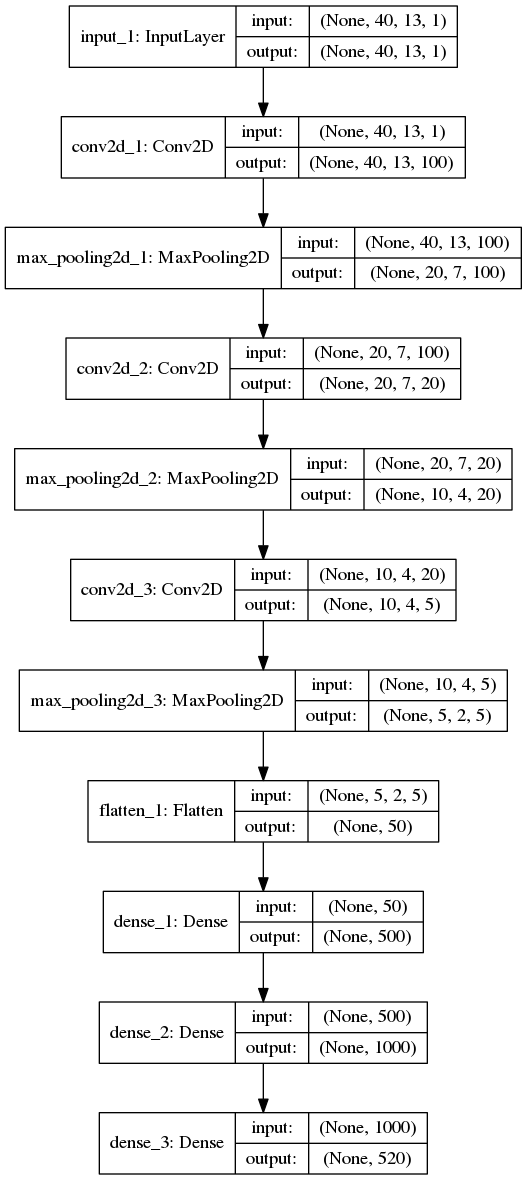 input_1: InputLayer
input: (None, 40, 13, 1)
output: (None, 40, 13, 1)
conv2d_1: Conv2D
input: (None, 40, 13, 1)
output: (None, 40, 13, 100)
max_pooling2d_1: MaxPooling2D
input: (None, 40, 13, 100)
output: (None, 20, 7, 100)
conv2d_2: Conv2D
input: (None, 20, 7, 100)
output: (None, 20, 7, 20)
max_pooling2d_2: MaxPooling2D
input: (None, 20, 7, 20)
output: (None, 10, 4, 20)
conv2d_3: Conv2D
input: (None, 10, 4, 20)
output: (None, 10, 4, 5)
max_pooling2d_3: MaxPooling2D
input: (None, 10, 4, 5)
output: (None, 5, 2, 5)
flatten_1: Flatten
input: (None, 5, 2, 5)
output: (None, 50)
dense_1: Dense
input: (None, 50)
output: (None, 500)
dense_2: Dense
input: (None, 500)
output: (None, 1000)
dense_3: Dense
input: (None, 1000)
output: (None, 520)